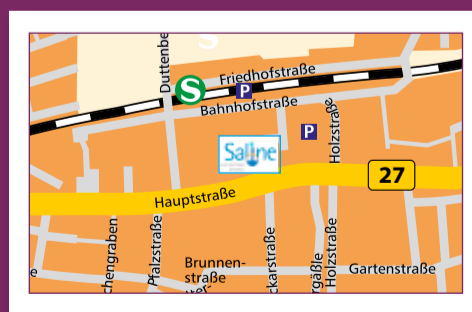 S
Duttenbe
S
Friedhofstraße
P
Bahnhofstraße
P
Holzstraße
Saline
27
Hauptstraße
chengraben
Pfalzstraße
Brunnen-
straße
ckarstraße
rgäßle
Holzstraße
Gartenstraße
e